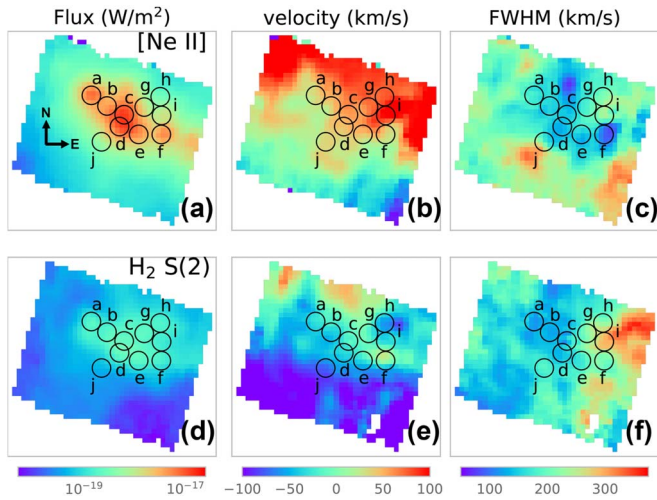 Flux (W/m²) velocity (km/s) FWHM (km/s)
[Ne II]
a b c g h i
d e f j
N
E
(a)
a b c g h i
d e f j
(b)
a b c g h i
d e f j
(c)
H₂ S(2)
a b c g h i
d e f j
(d)
a b c g h i
d e f j
(e)
a b c g h i
d e f j
(f)
10⁻¹⁹ 10⁻¹⁷ −100 −50 0 50 100 100 200 300